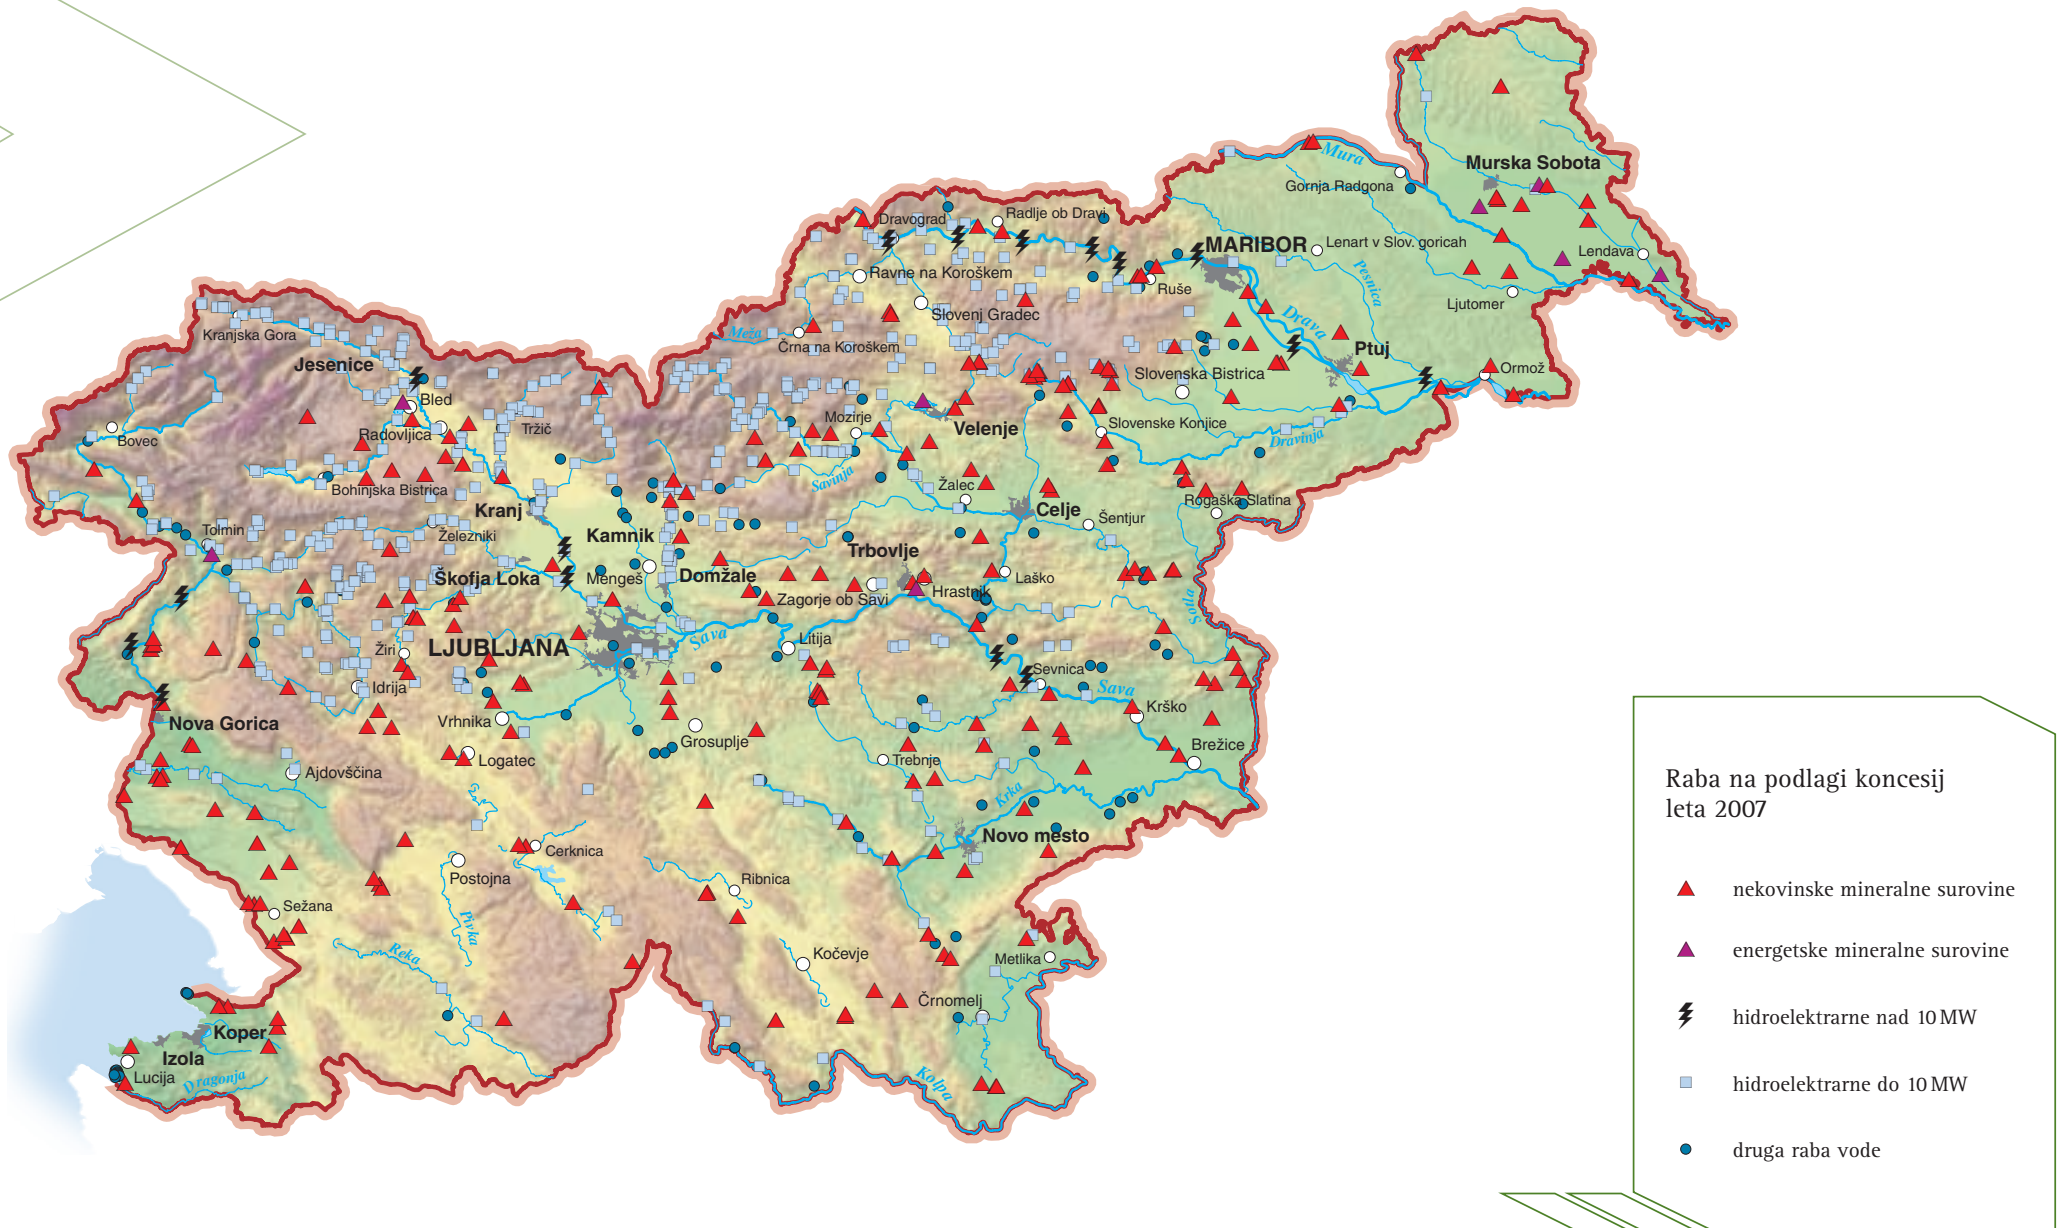 Murska Sobota
Mura
Gornja Radgona
Dravograd
Radlje ob Dravi
MARIBOR
Lenart v Slov. goricah
Lendava
Pesnica
Ravne na Koroškem
Ruše
Ljutomer
Slovenj Gradec
Drava
Kranjska Gora
Meža
Črna na Koroškem
Ptuj
Jesenice
Slovenska Bistrica
Ormož
Bled
Mozirje
Velenje
Slovenske Konjice
Dravinja
Bovec
Radovljica
Tržič
Savinja
Bohinjska Bistrica
Žalec
Rogaška Slatina
Kranj
Celje
Šentjur
Tolmin
Železniki
Kamnik
Trbovlje
Škofja Loka
Mengeš
Domžale
Laško
Zagorje ob Savi
Hrastnik
Sotla
LJUBLJANA
Sava
Litija
Žiri
Sevnica
Idrija
Sava
Krško
Nova Gorica
Vrhnika
Grosuplje
Brežice
Logatec
Trebnje
Ajdovščina
Krka
Novo mesto
Cerknica
Postojna
Ribnica
Sežana
Pivka
Reka
Kočevje
Metlika
Črnomelj
Koper
Izola
Lucija
Dragonja
Kolpa
Raba na podlagi koncesij
leta 2007
nekovinske mineralne surovine
energetske mineralne surovine
hidroelektrarne nad 10 MW
hidroelektrarne do 10 MW
druga raba vode